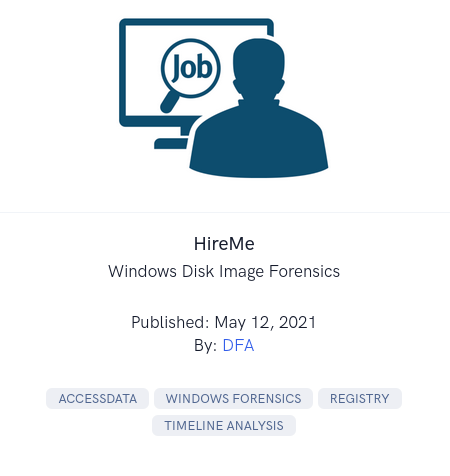 Job
HireMe
Windows Disk Image Forensics
Published: May 12, 2021
By: DFA
ACCESSDATA WINDOWS FORENSICS REGISTRY
TIMELINE ANALYSIS